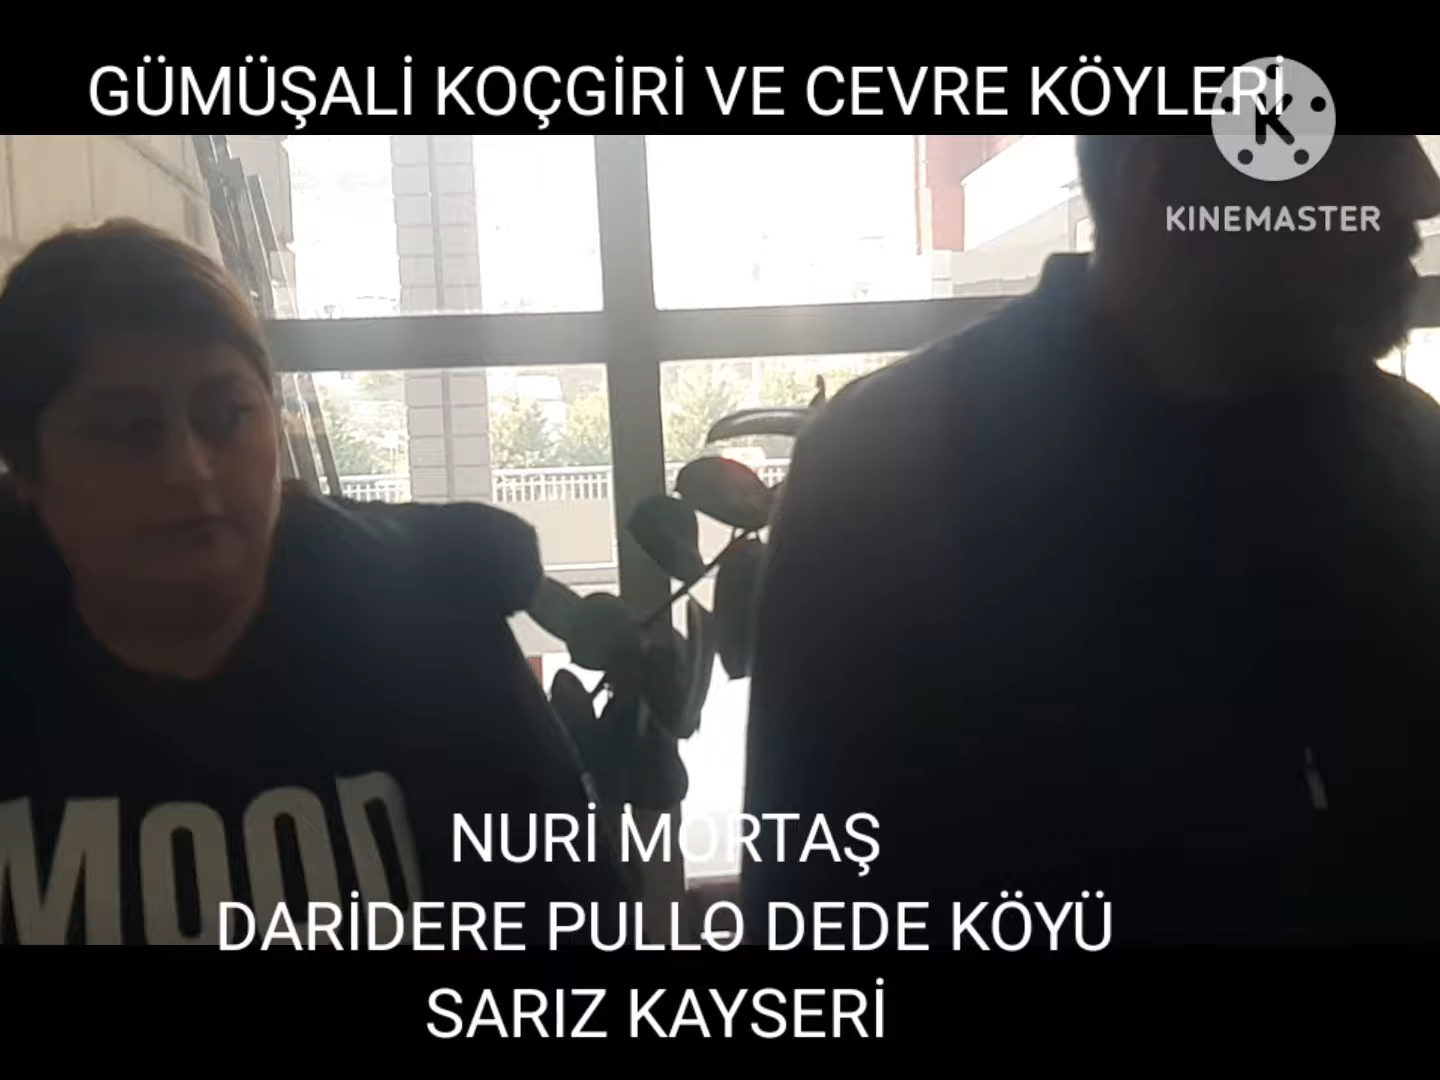 GÜMÜŞALİ KOÇGİRİ VE CEVRE KÖYLERİ
K
KINEMASTER
MOOD
NURİ MORTAŞ
DARİDERE PULLO DEDE KÖYÜ
SARIZ KAYSERİ